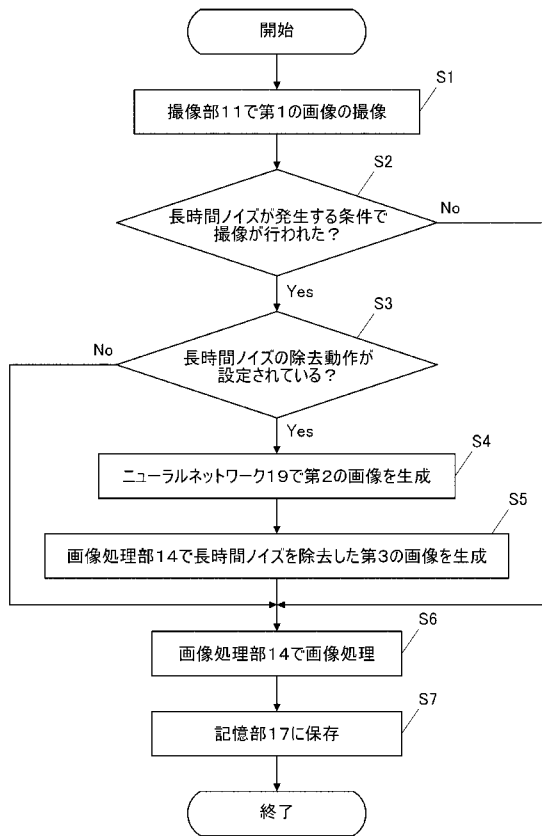 開始
S1
撮像部11で第1の画像の撮像
S2
長時間ノイズが発生する条件で
撮像が行われた？
No
Yes
S3
No
長時間ノイズの除去動作が
設定されている？
Yes
S4
ニューラルネットワーク19で第2の画像を生成
S5
画像処理部14で長時間ノイズを除去した第3の画像を生成
S6
画像処理部14で画像処理
S7
記憶部17に保存
終了